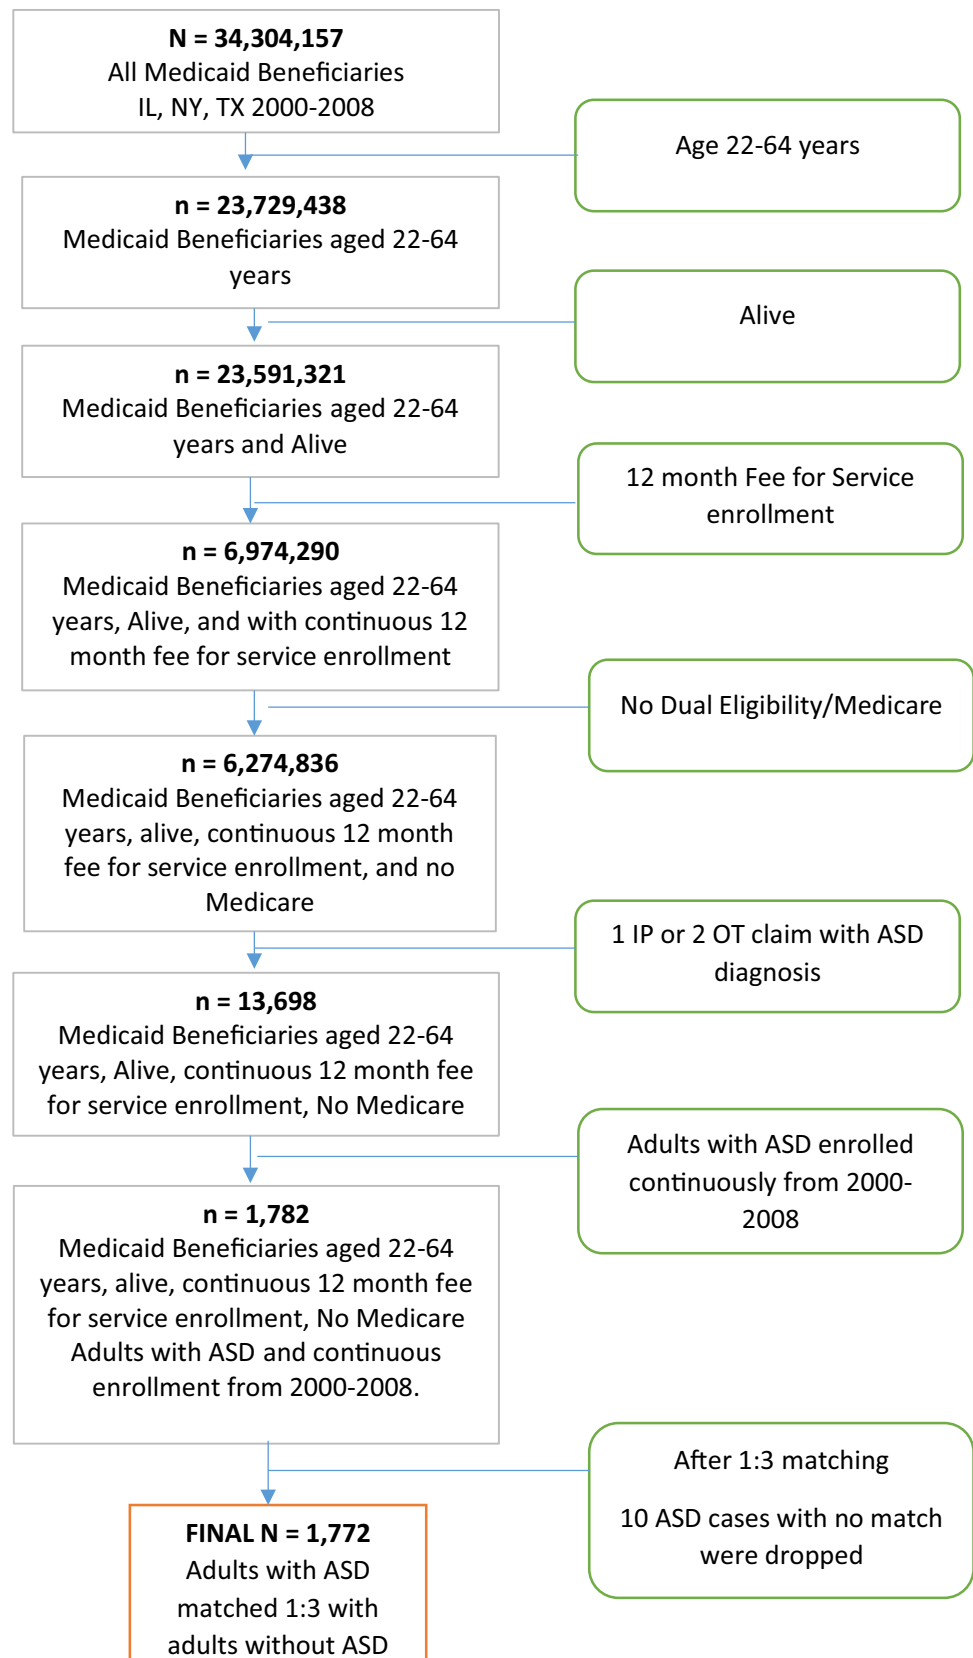 N = 34,304,157
All Medicaid Beneficiaries
IL, NY, TX 2000-2008
Age 22-64 years
n = 23,729,438
Medicaid Beneficiaries aged 22-64
years
Alive
n = 23,591,321
Medicaid Beneficiaries aged 22-64
years and Alive
12 month Fee for Service
enrollment
n = 6,974,290
Medicaid Beneficiaries aged 22-64
years, Alive, and with continuous 12
month fee for service enrollment
No Dual Eligibility/Medicare
n = 6,274,836
Medicaid Beneficiaries aged 22-64
years, alive, continuous 12 month
fee for service enrollment, and no
Medicare
1 IP or 2 OT claim with ASD
diagnosis
n = 13,698
Medicaid Beneficiaries aged 22-64
years, Alive, continuous 12 month fee
for service enrollment, No Medicare
Adults with ASD enrolled
continuously from 2000-
2008
n = 1,782
Medicaid Beneficiaries aged 22-64
years, alive, continuous 12 month fee
for service enrollment, No Medicare
Adults with ASD and continuous
enrollment from 2000-2008.
After 1:3 matching
10 ASD cases with no match
were dropped
FINAL N = 1,772
Adults with ASD
matched 1:3 with
adults without ASD